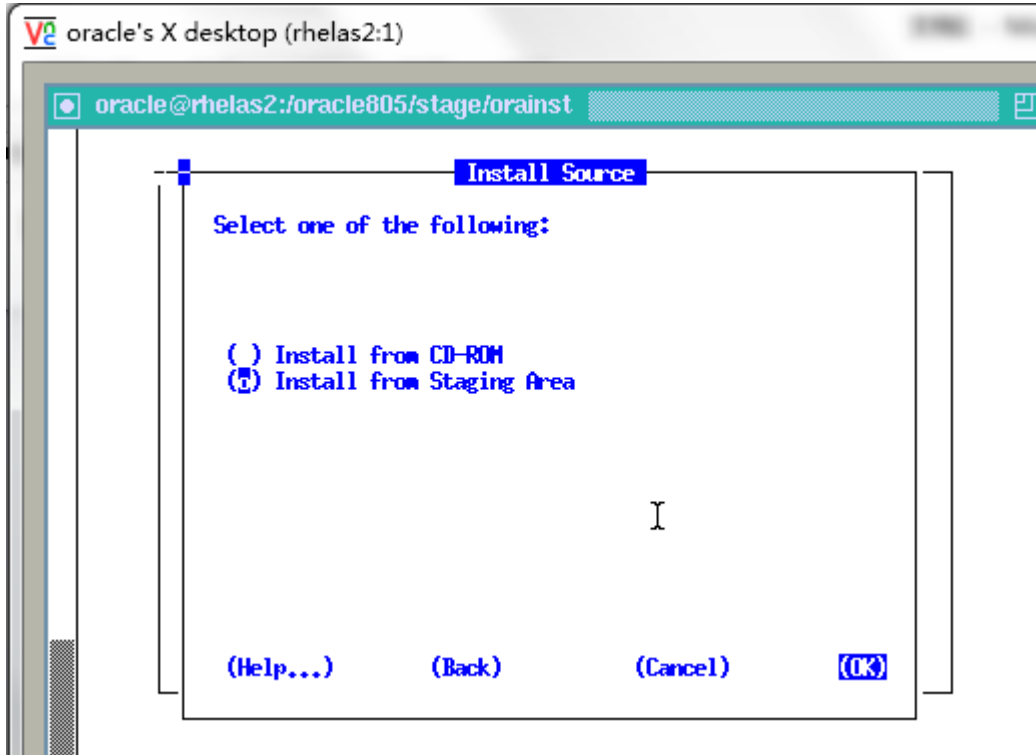 oracle's X desktop (rhelas2:1)
oracle@rhelas2:/oracle805/stage/orainst
Install Source
Select one of the following:
( ) Install from CD-ROM
() Install from Staging Area
(Help...) (Back) (Cancel) (OK)